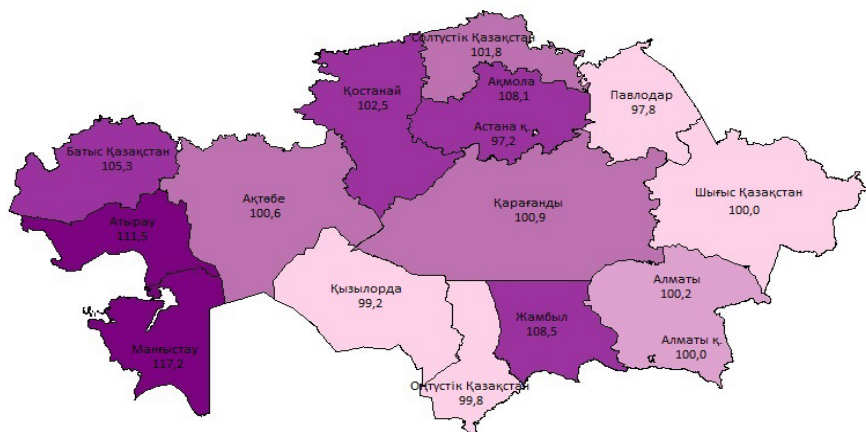 Солтүстік Қазақстан
101,8
Қостанай
102,5
Ақмола
108,1
Астана қ.
97,2
Павлодар
97,8
Батыс Қазақстан
105,3
Ақтөбе
100,6
Қарағанды
100,9
Шығыс Қазақстан
100,0
Атырау
111,5
Қызылорда
99,2
Алматы
100,2
Жамбыл
108,5
Алматы қ.
100,0
Маңғыстау
117,2
Оңтүстік Қазақстан
99,8